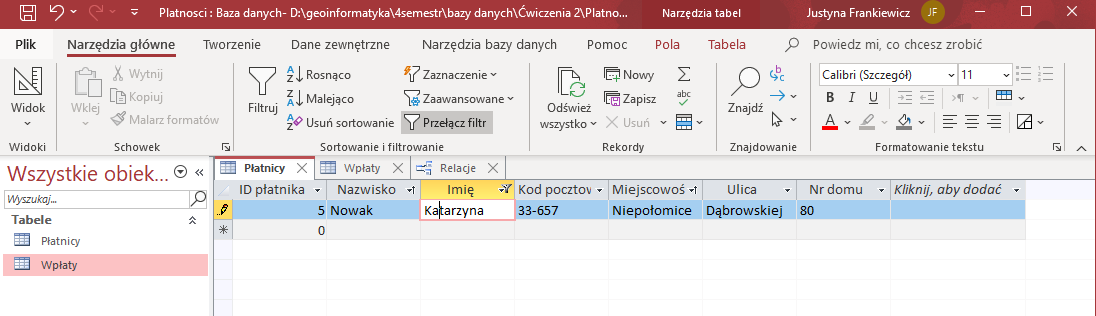 Platnosci : Baza danych- D:\geoinformatyka\4semestr\bazy danych\Ćwiczenia 2\Platno...
Narzędzia tabel
Justyna Frankiewicz
JF
Plik
Narzędzia główne
Tworzenie
Dane zewnętrzne
Narzędzia bazy danych
Pomoc
Pola
Tabela
Powiedz mi, co chcesz zrobić
Widok
Widoki
Wklej
Wytnij
Kopiuj
Malarz formatów
Schowek
Filtruj
Rosnąco
Malejąco
Usuń sortowanie
Zaznaczenie
Zaawansowane
Przełącz filtr
Sortowanie i filtrowanie
Odśwież
wszystko
Nowy
Zapisz
Usuń
Rekordy
Znajdź
Znajdowanie
Calibri (Szczegół)
11
B I U
Formatowanie tekstu
Wszystkie obiek...
Wyszukaj...
Tabele
Płatnicy
Wpłaty
Płatnicy
Wpłaty
Relacje
ID płatnika Nazwisko Imię Kod pocztow Miejscowoś Ulica Nr domu Kliknij, aby dodać
5 Nowak Katarzyna 33-657 Niepołomice Dąbrowskiej 80
0